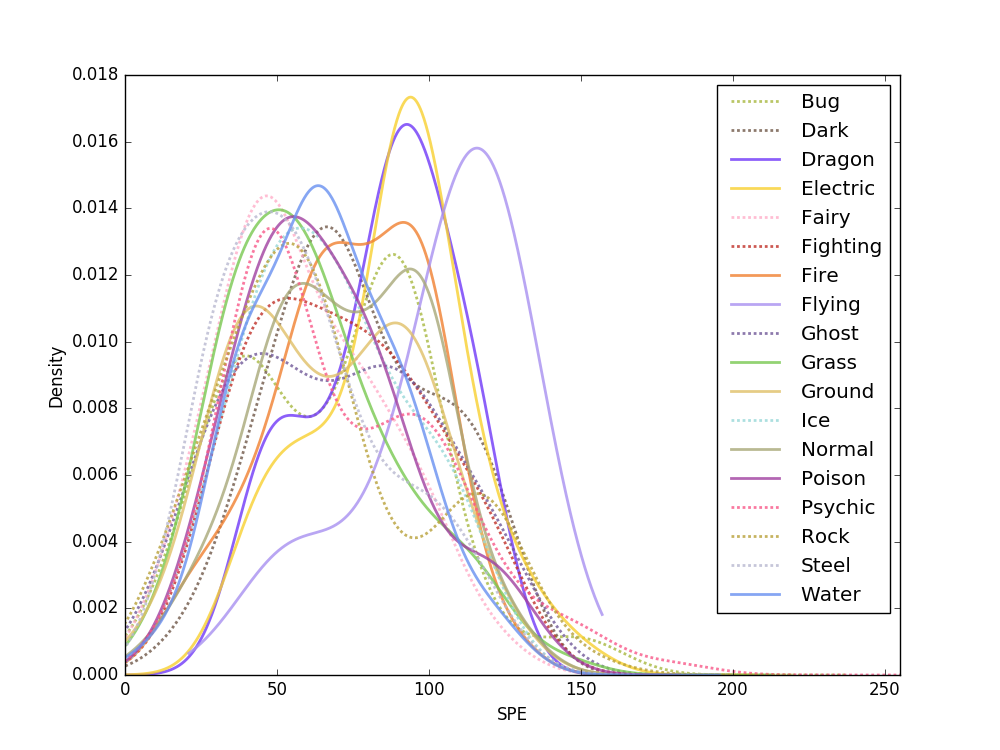 0.018
0.016
0.014
0.012
0.010
0.008
0.006
0.004
0.002
0.000
Density
0 50 100 150 200 250
SPE
Bug
Dark
Dragon
Electric
Fairy
Fighting
Fire
Flying
Ghost
Grass
Ground
Ice
Normal
Poison
Psychic
Rock
Steel
Water